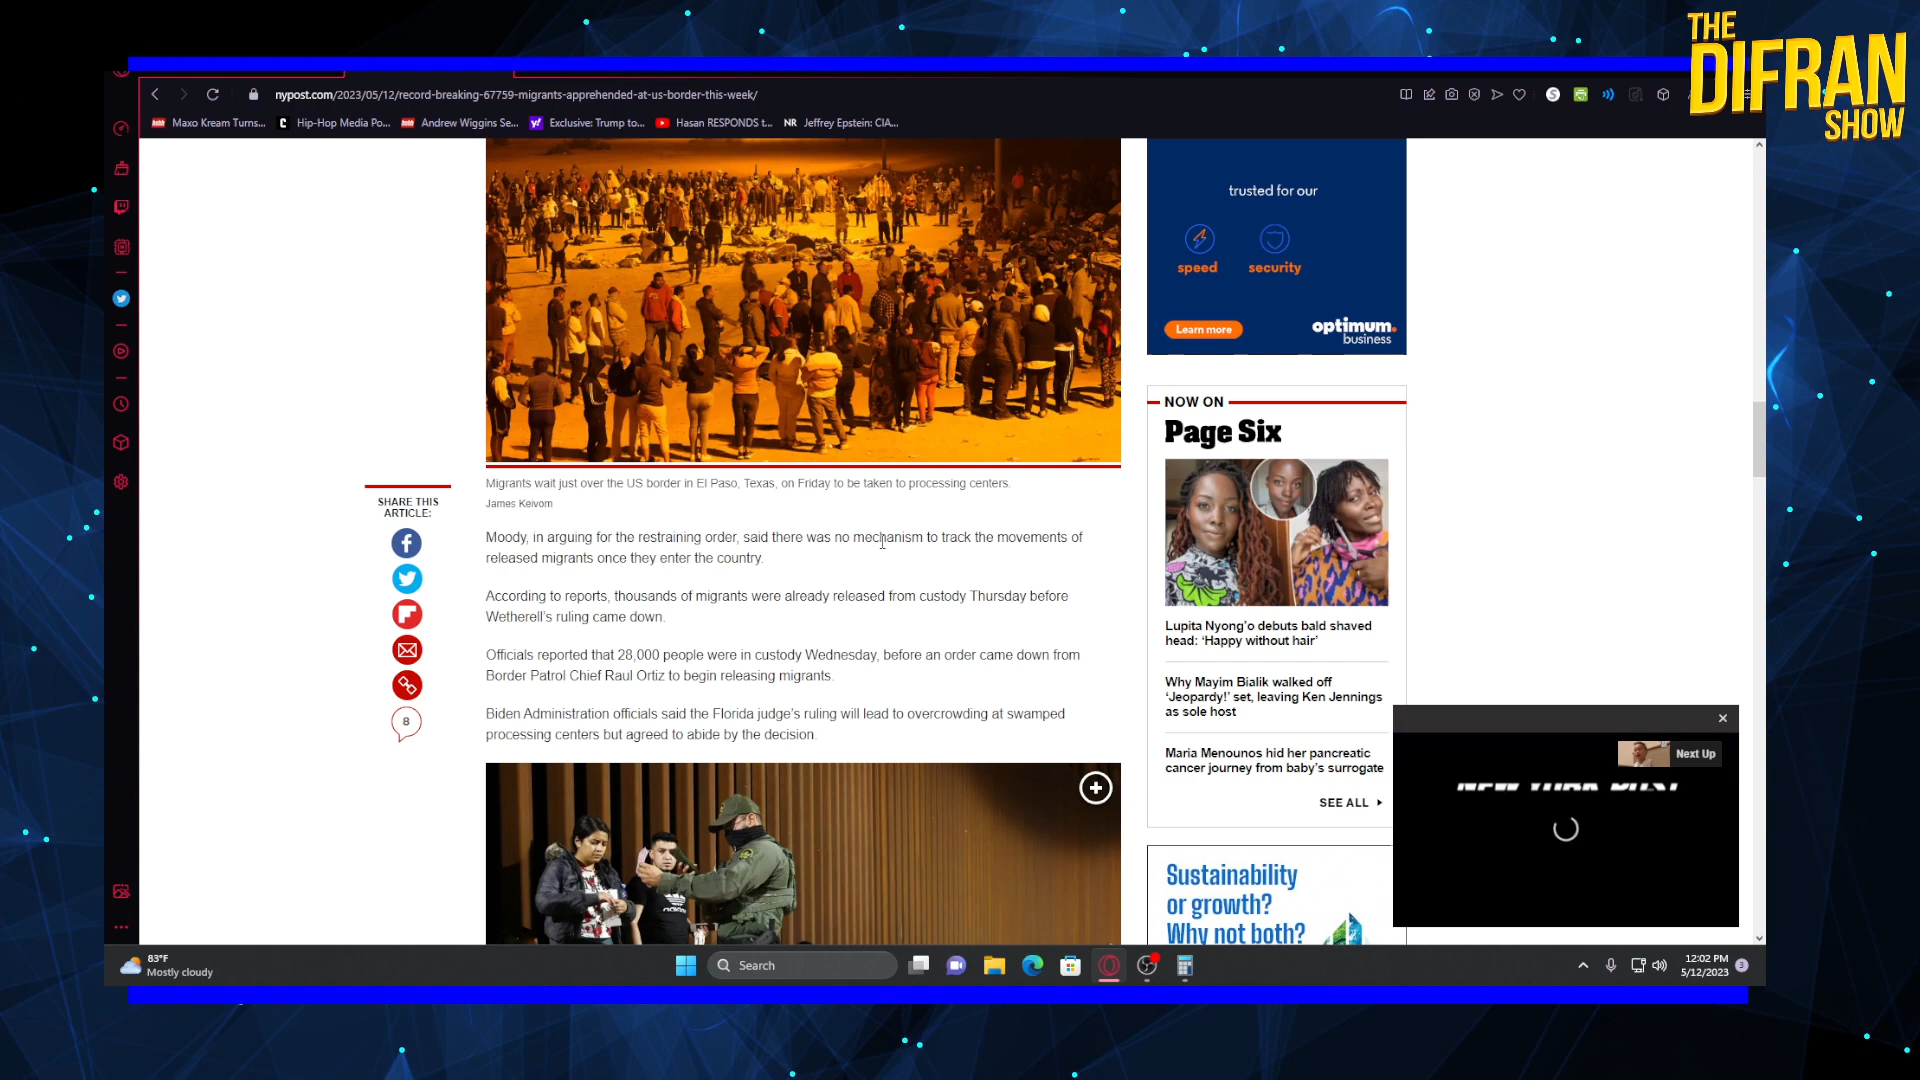 THE
DIFRAN
SHOW
nypost.com/2023/05/12/record-breaking-67759-migrants-apprehended-at-us-border-this-week/
Maxo Kream Turns...
Hip-Hop Media Po...
Andrew Wiggins Se...
Exclusive: Trump to...
Hasan RESPONDS t...
NR
Jeffrey Epstein: CIA...
trusted for our
speed
security
Learn more
optimum.
business
NOW ON
Page Six
Migrants wait just over the US border in El Paso, Texas, on Friday to be taken to processing centers.
James Keivom
SHARE THIS
ARTICLE:
8
Moody, in arguing for the restraining order, said there was no mechanism to track the movements of
released migrants once they enter the country.
According to reports, thousands of migrants were already released from custody Thursday before
Wetherell's ruling came down.
Officials reported that 28,000 people were in custody Wednesday, before an order came down from
Border Patrol Chief Raul Ortiz to begin releasing migrants.
Biden Administration officials said the Florida judge's ruling will lead to overcrowding at swamped
processing centers but agreed to abide by the decision.
Lupita Nyong'o debuts bald shaved
head: 'Happy without hair'
Why Mayim Bialik walked off
'Jeopardy!' set, leaving Ken Jennings
as sole host
Maria Menounos hid her pancreatic
cancer journey from baby's surrogate
SEE ALL
Next Up
NEW YORK POST
Sustainability
or growth?
Why not both?
adidas
83°F
Mostly cloudy
Search
12:02 PM
5/12/2023
3